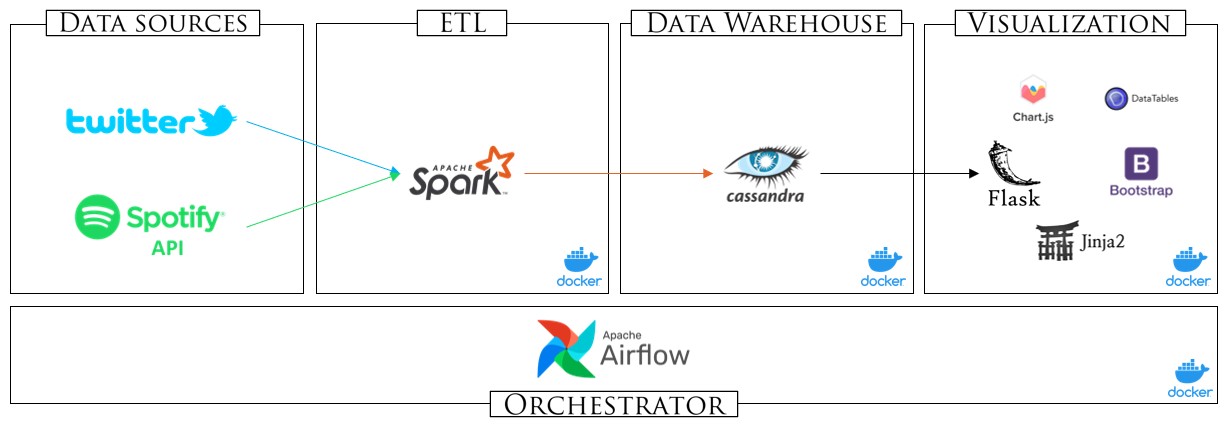 DATA SOURCES
twitter
Spotify
API
ETL
APACHE
Spark
docker
DATA WAREHOUSE
cassandra
docker
VISUALIZATION
Chart.js
DataTables
Flask
B
Bootstrap
Jinja2
docker
Apache
Airflow
docker
ORCHESTRATOR